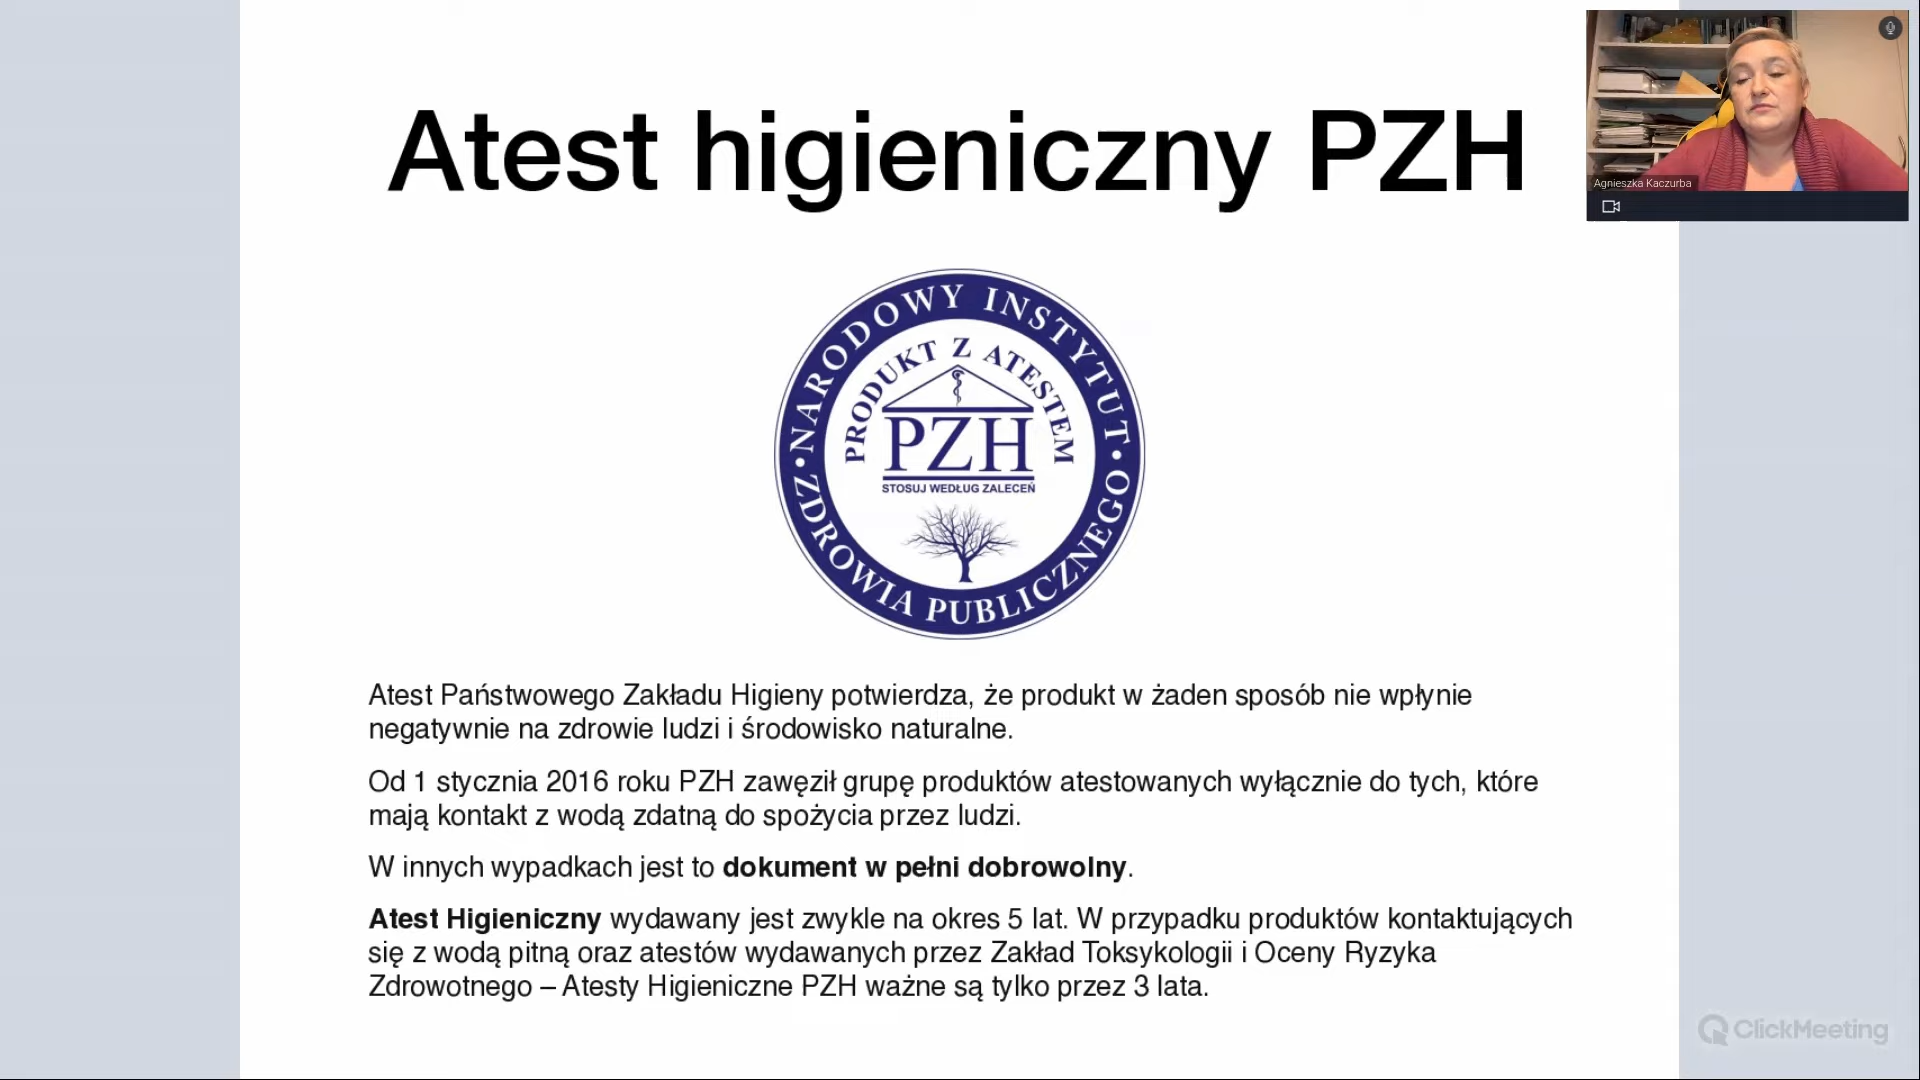 Atest higieniczny PZH
Agnieszka Kaczurba
NARODOWY INSTYTUT
ZDROWIA PUBLICZNEGO
PRODUKT Z ATESTEM
PZH
STOSUJ WEDŁUG ZALECEŃ
Atest Państwowego Zakładu Higieny potwierdza, że produkt w żaden sposób nie wpłynie
negatywnie na zdrowie ludzi i środowisko naturalne.
Od 1 stycznia 2016 roku PZH zawęził grupę produktów atestowanych wyłącznie do tych, które
mają kontakt z wodą zdatną do spożycia przez ludzi.
W innych wypadkach jest to dokument w pełni dobrowolny.
Atest Higieniczny wydawany jest zwykle na okres 5 lat. W przypadku produktów kontaktujących
się z wodą pitną oraz atestów wydawanych przez Zakład Toksykologii i Oceny Ryzyka
Zdrowotnego – Atesty Higieniczne PZH ważne są tylko przez 3 lata.
ClickMeeting